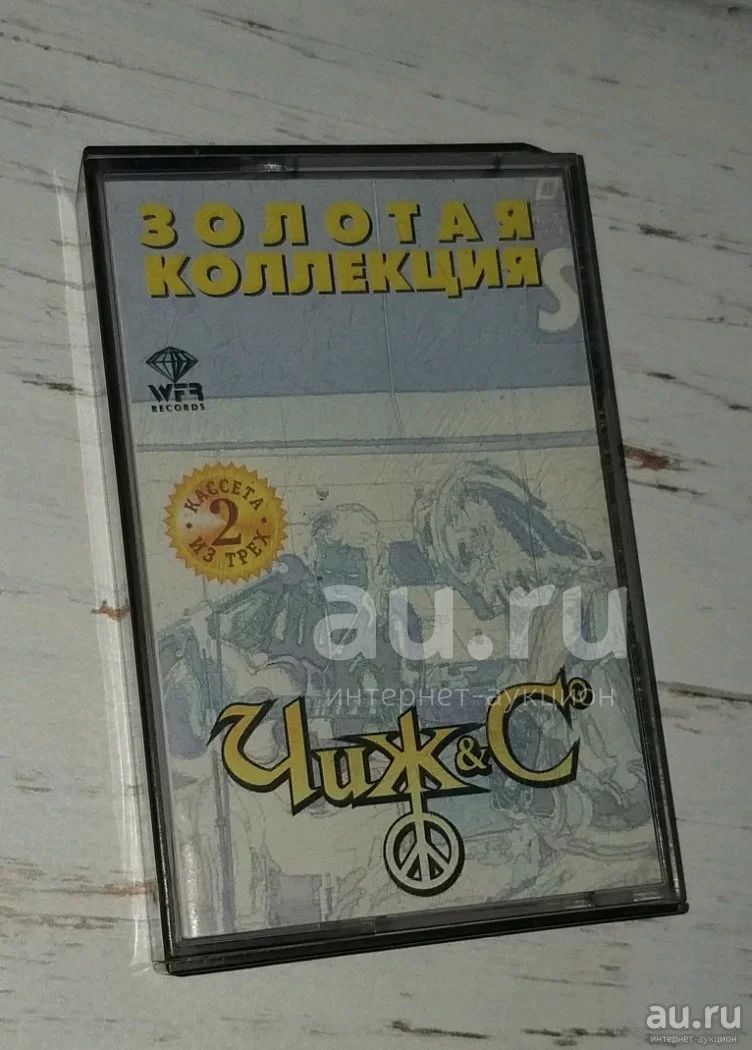 ЗОЛОТАЯ
КОЛЛЕКЦИЯ
S
WFR
RECORDS
КАССЕТА
2
ИЗ ТРЕХ
au.ru
интернет-аукцион
Чиж & Co
au.ru
интернет-аукцион